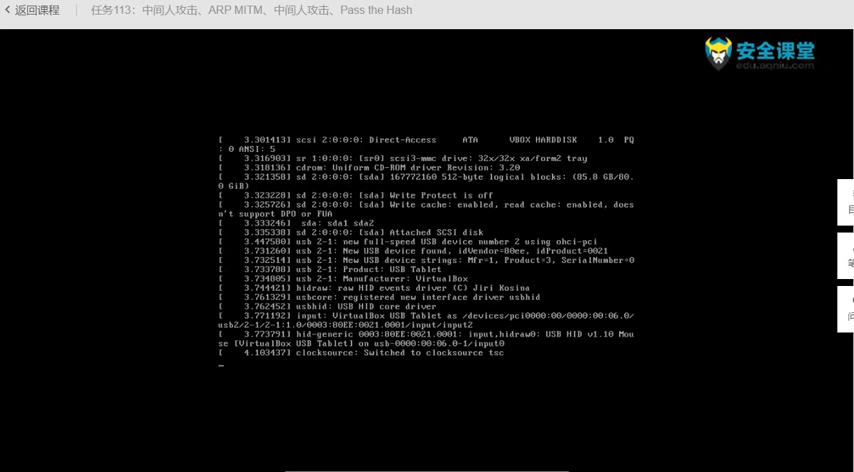 返回课程 任务113：中间人攻击、ARP MITM、中间人攻击、Pass the Hash
安全课堂
edu.aqniu.com
[    3.301413] scsi 2:0:0:0: Direct-Access     ATA      VBOX HARDDISK    1.0  PQ
: 0 ANSI: 5
[    3.316903] sr 1:0:0:0: [sr0] scsi3-mmc drive: 32x/32x xa/form2 tray
[    3.318136] cdrom: Uniform CD-ROM driver Revision: 3.20
[    3.321358] sd 2:0:0:0: [sda] 167772160 512-byte logical blocks: (85.8 GB/80.
0 GiB)
[    3.323228] sd 2:0:0:0: [sda] Write Protect is off
[    3.325726] sd 2:0:0:0: [sda] Write cache: enabled, read cache: enabled, does
n't support DPO or FUA
[    3.333246]  sda: sda1 sda2
[    3.335338] sd 2:0:0:0: [sda] Attached SCSI disk
[    3.447580] usb 2-1: new full-speed USB device number 2 using ohci-pci
[    3.731260] usb 2-1: New USB device found, idVendor=80ee, idProduct=0021
[    3.732514] usb 2-1: New USB device strings: Mfr=1, Product=3, SerialNumber=0
[    3.733788] usb 2-1: Product: USB Tablet
[    3.734805] usb 2-1: Manufacturer: VirtualBox
[    3.744421] hidraw: raw HID events driver (C) Jiri Kosina
[    3.761329] usbcore: registered new interface driver usbhid
[    3.762452] usbhid: USB HID core driver
[    3.771192] input: VirtualBox USB Tablet as /devices/pci0000:00/0000:00:06.0/
usb2/2-1/2-1:1.0/0003:80EE:0021.0001/input/input2
[    3.773791] hid-generic 0003:80EE:0021.0001: input,hidraw0: USB HID v1.10 Mou
se [VirtualBox USB Tablet] on usb-0000:00:06.0-1/input0
[    4.103437] clocksource: Switched to clocksource tsc